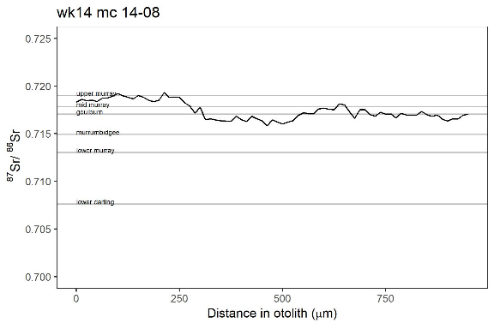 wk14 mc 14-08
0.725
0.720
upper murray
mid murray
goulburn
0.715
murrumbidgee
lower murray
0.710
lower darling
0.705
0.700
87Sr/ 86Sr
0
250
500
750
Distance in otolith (μm)